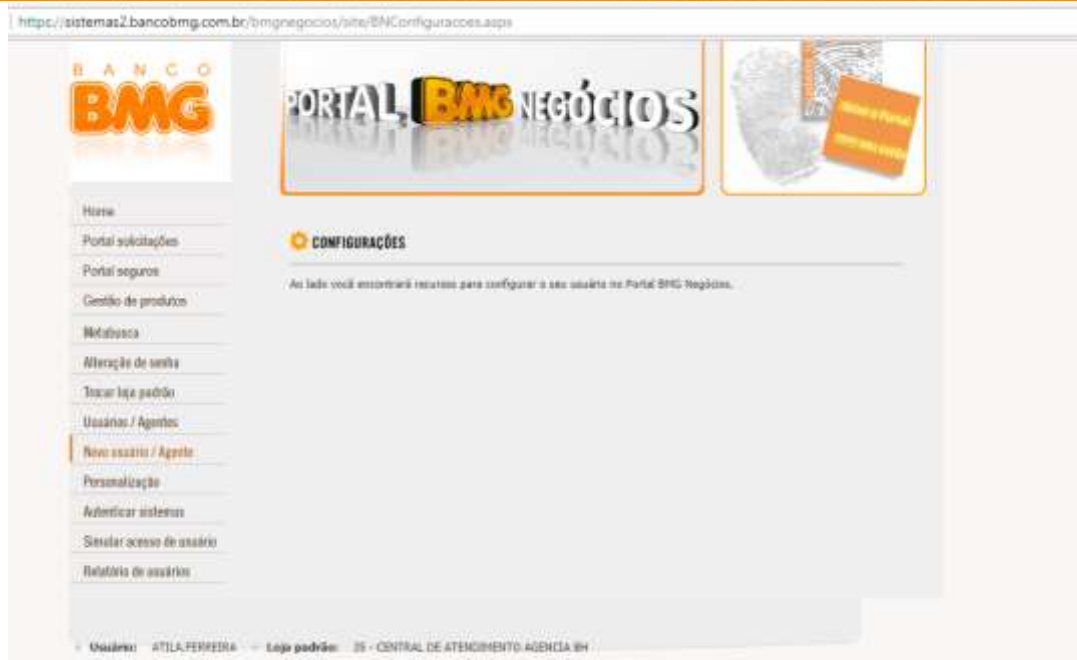 https://sistemas2.bancobmg.com.br/bmgnegocios/site/BNConfiguracoes.aspx
BANCO
BMG
PORTAL BMG NEGÓCIOS
Home
Portal solicitações
Portal seguros
Gestão de produtos
Metabusca
Alteração de senha
Trocar loja padrão
Usuários / Agentes
Novo usuário / Agente
Personalização
Autenticar sistemas
Simular acesso de usuário
Relatório de usuários
CONFIGURAÇÕES
Ao lado você encontrará recursos para configurar o seu usuário no Portal BMG Negócios.
Usuário: ATILA.FERREIRA Loja padrão: 35 - CENTRAL DE ATENDIMENTO AGENCIA BH